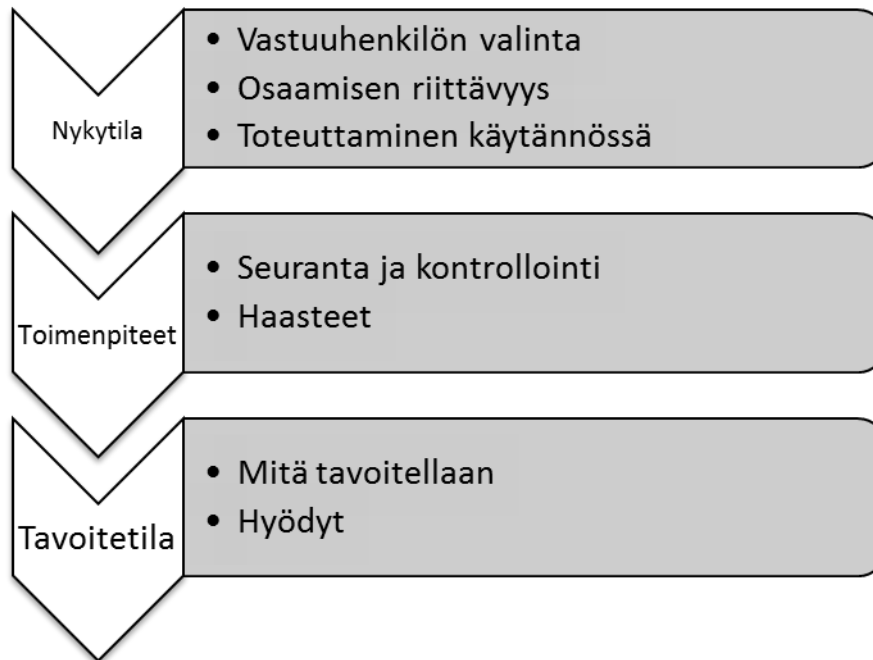 Nykytila
• Vastuuhenkilön valinta
• Osaamisen riittävyys
• Toteuttaminen käytännössä
Toimenpiteet
• Seuranta ja kontrollointi
• Haasteet
Tavoitetila
• Mitä tavoitellaan
• Hyödyt